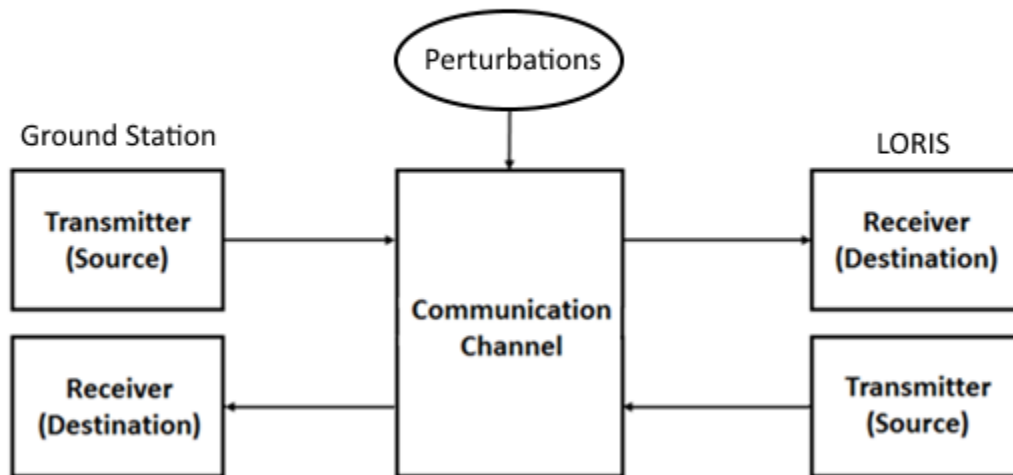 Perturbations
Ground Station
LORIS
Transmitter
(Source)
Receiver
(Destination)
Communication
Channel
Receiver
(Destination)
Transmitter
(Source)